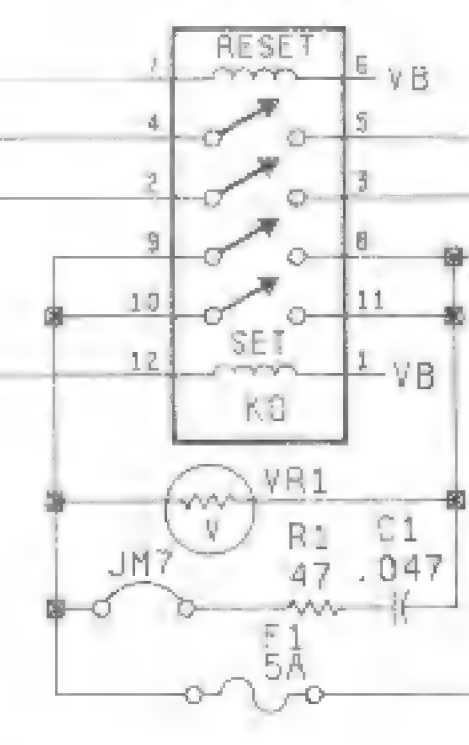 RESET
7 6 VB
4 5
2 3
9 8
10 11
SET
12 1 VB
K0
VR1
V
R1 C1
JM7 47 .047
F1
5A